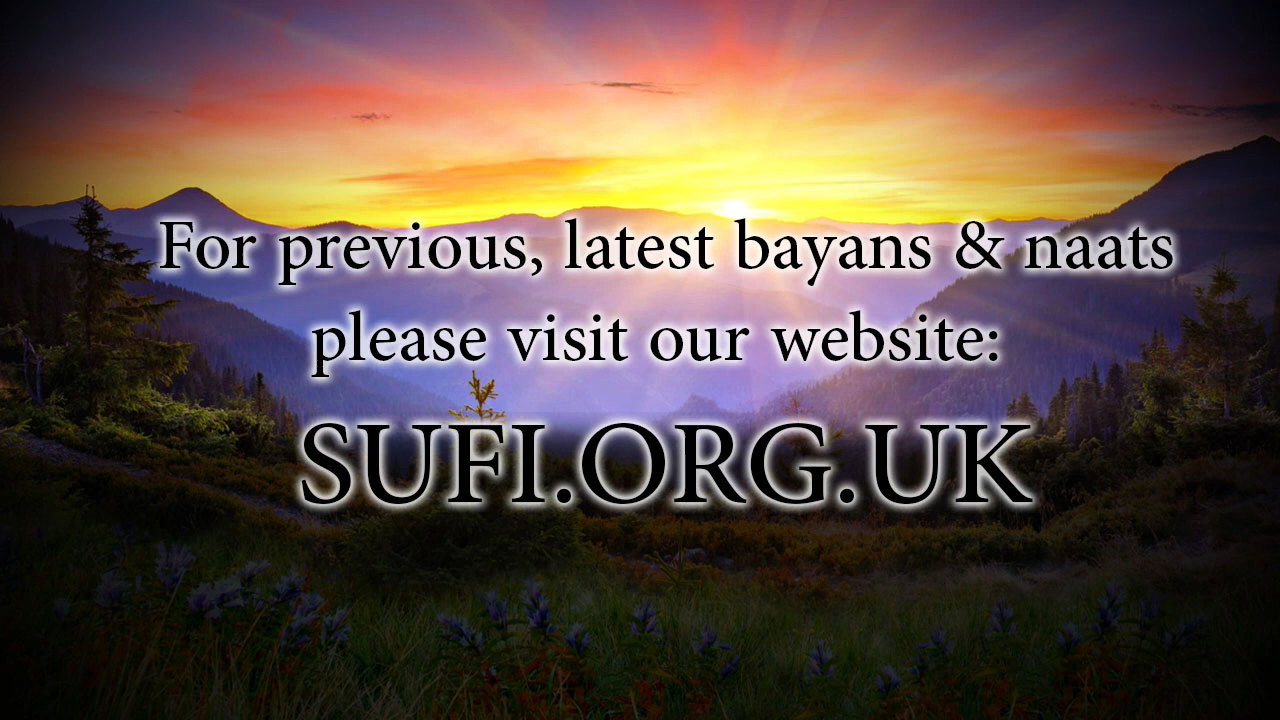 For previous, latest bayans & naats
please visit our website:
SUFI.ORG.UK